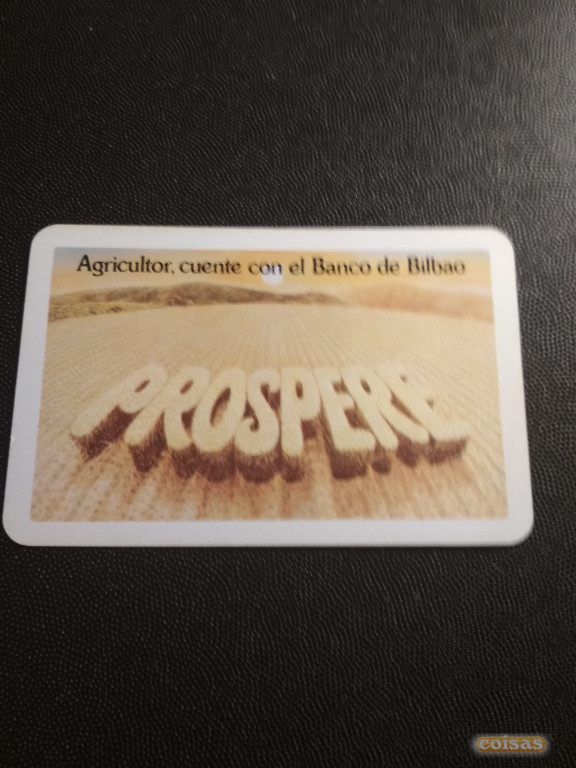 Agricultor, cuente con el Banco de Bilbao
PROSPERE
coisas